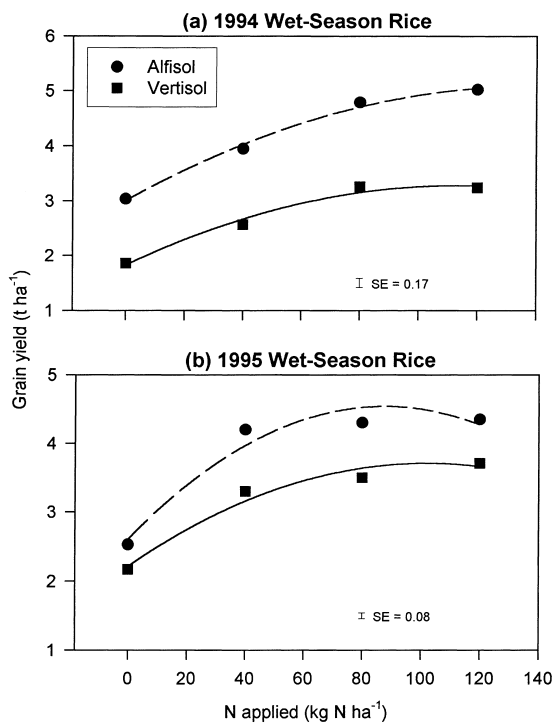 (a) 1994 Wet-Season Rice
6
5
4
3
2
1
Alfisol
Vertisol
SE = 0.17
Grain yield (t ha⁻¹)
(b) 1995 Wet-Season Rice
5
4
3
2
1
SE = 0.08
0 20 40 60 80 100 120 140
N applied (kg N ha⁻¹)